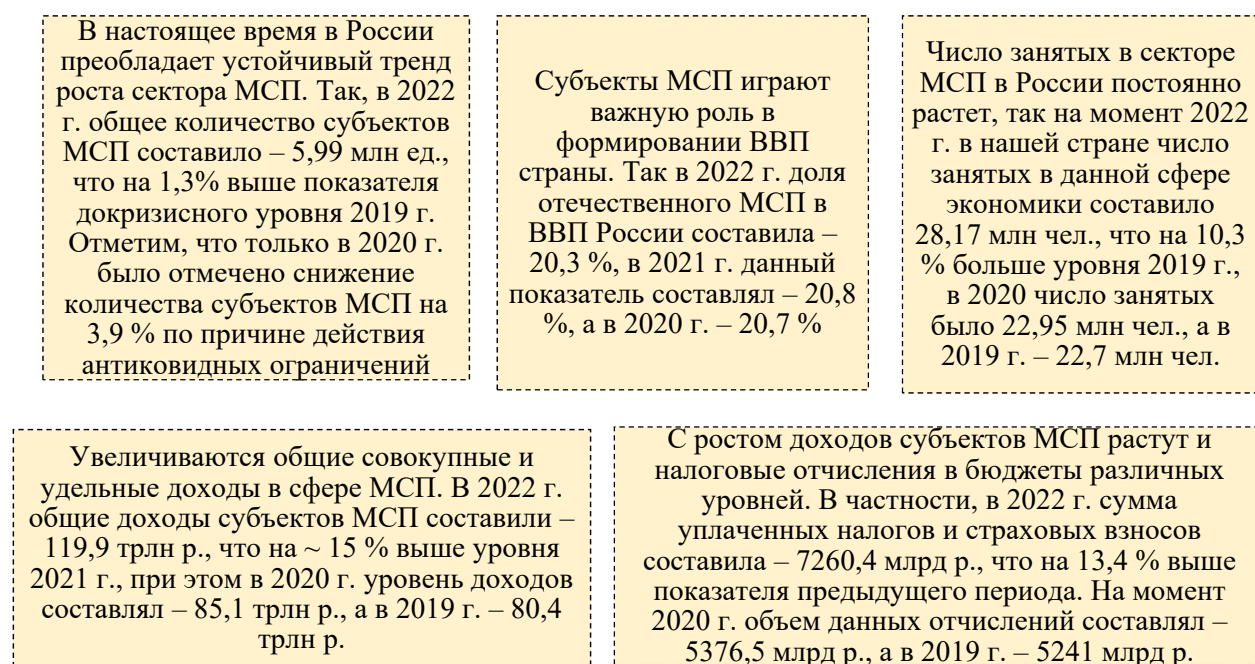 В настоящее время в России
преобладает устойчивый тренд
роста сектора МСП. Так, в 2022
г. общее количество субъектов
МСП составило – 5,99 млн ед.,
что на 1,3% выше показателя
докризисного уровня 2019 г.
Отметим, что только в 2020 г.
было отмечено снижение
количества субъектов МСП на
3,9 % по причине действия
антиковидных ограничений
Субъекты МСП играют
важную роль в
формировании ВВП
страны. Так в 2022 г. доля
отечественного МСП в
ВВП России составила –
20,3 %, в 2021 г. данный
показатель составлял – 20,8
%, а в 2020 г. – 20,7 %
Число занятых в секторе
МСП в России постоянно
растет, так на момент 2022
г. в нашей стране число
занятых в данной сфере
экономики составило
28,17 млн чел., что на 10,3
% больше уровня 2019 г.,
в 2020 число занятых
было 22,95 млн чел., а в
2019 г. – 22,7 млн чел.
Увеличиваются общие совокупные и
удельные доходы в сфере МСП. В 2022 г.
общие доходы субъектов МСП составили –
119,9 трлн р., что на ~ 15 % выше уровня
2021 г., при этом в 2020 г. уровень доходов
составлял – 85,1 трлн р., а в 2019 г. – 80,4
трлн р.
С ростом доходов субъектов МСП растут и
налоговые отчисления в бюджеты различных
уровней. В частности, в 2022 г. сумма
уплаченных налогов и страховых взносов
составила – 7260,4 млрд р., что на 13,4 % выше
показателя предыдущего периода. На момент
2020 г. объем данных отчислений составлял –
5376,5 млрд р., а в 2019 г. – 5241 млрд р.